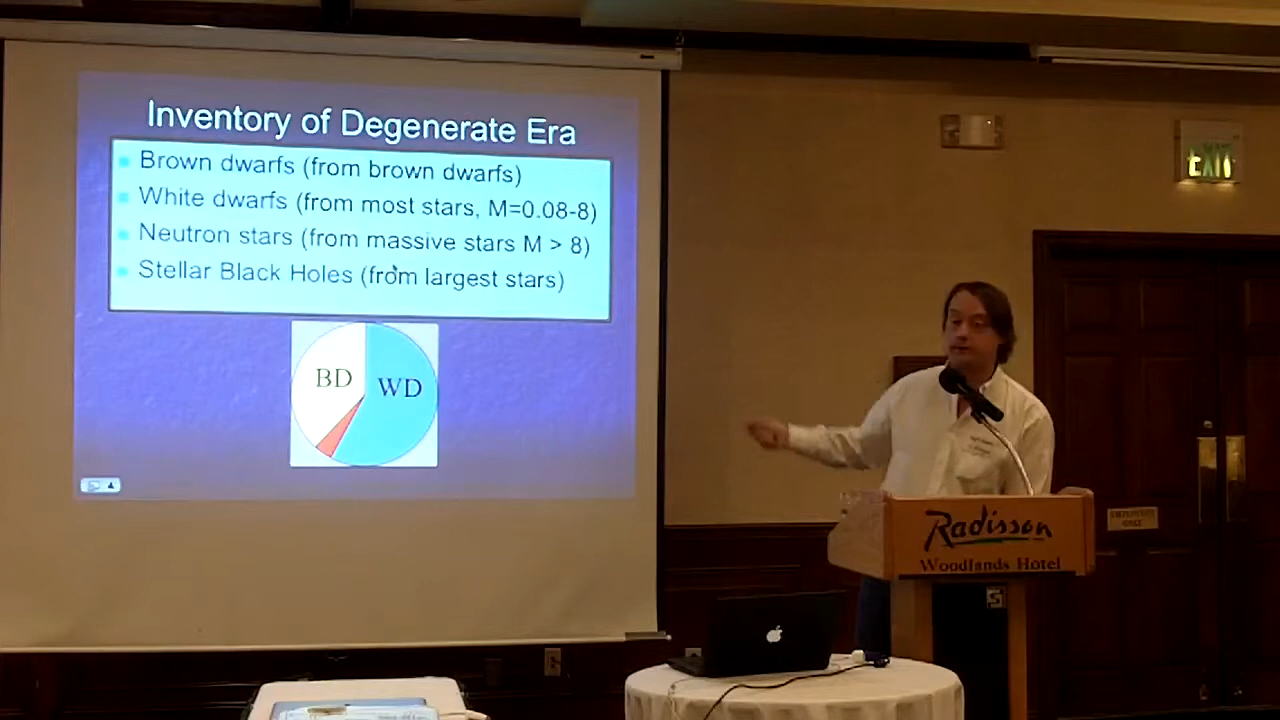 Inventory of Degenerate Era
Brown dwarfs (from brown dwarfs)
White dwarfs (from most stars, M=0.08-8)
Neutron stars (from massive stars M > 8)
Stellar Black Holes (from largest stars)
BD
WD
EXIT
Radisson
Woodlands Hotel